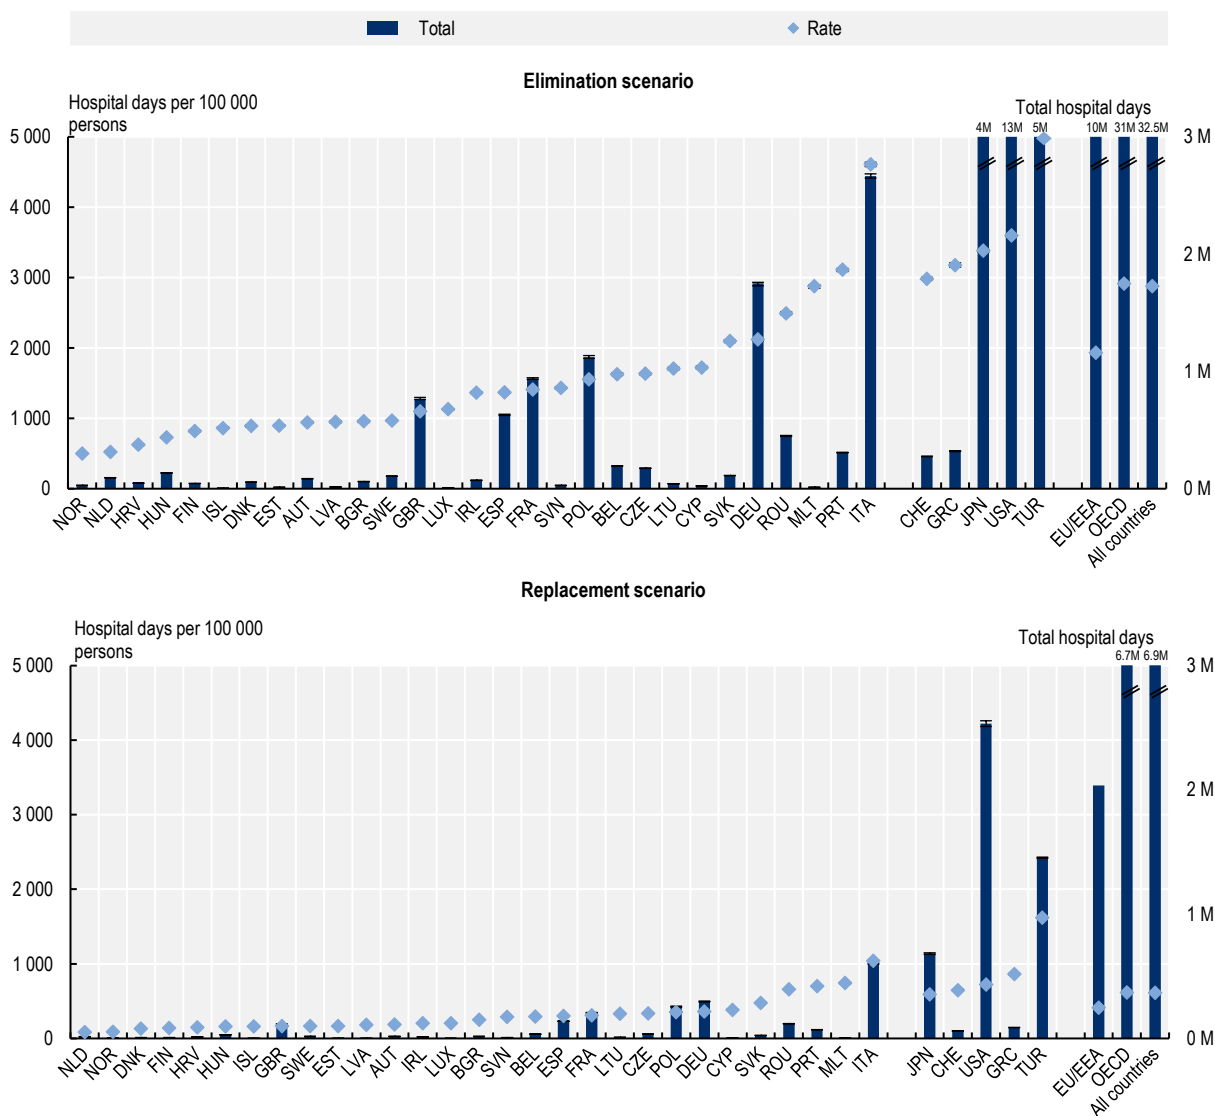 Total Rate
Elimination scenario
Hospital days per 100 000 Total hospital days
persons 4M 13M 5M 10M 31M 32.5M
5 000 3 M
4 000
2 M
3 000
2 000
1 M
1 000
0 0 M
NOR NLD HRV HUN FIN ISL DNK EST AUT LVA BGR SWE GBR LUX IRL ESP FRA SVN POL BEL CZE LTU CYP SVK DEU ROU MLT PRT ITA CHE GRC JPN USA TUR EU/EEA OECD All countries
Replacement scenario
Hospital days per 100 000 Total hospital days
persons 6.7M 6.9M
5 000 3 M
4 000
2 M
3 000
2 000
1 M
1 000
0 0 M
NLD NOR DNK FIN HRV HUN ISL GBR SWE EST LVA AUT IRL LUX BGR SVN BEL ESP FRA LTU CZE POL DEU CYP SVK ROU PRT MLT ITA JPN CHE USA GRC TUR EU/EEA OECD All countries